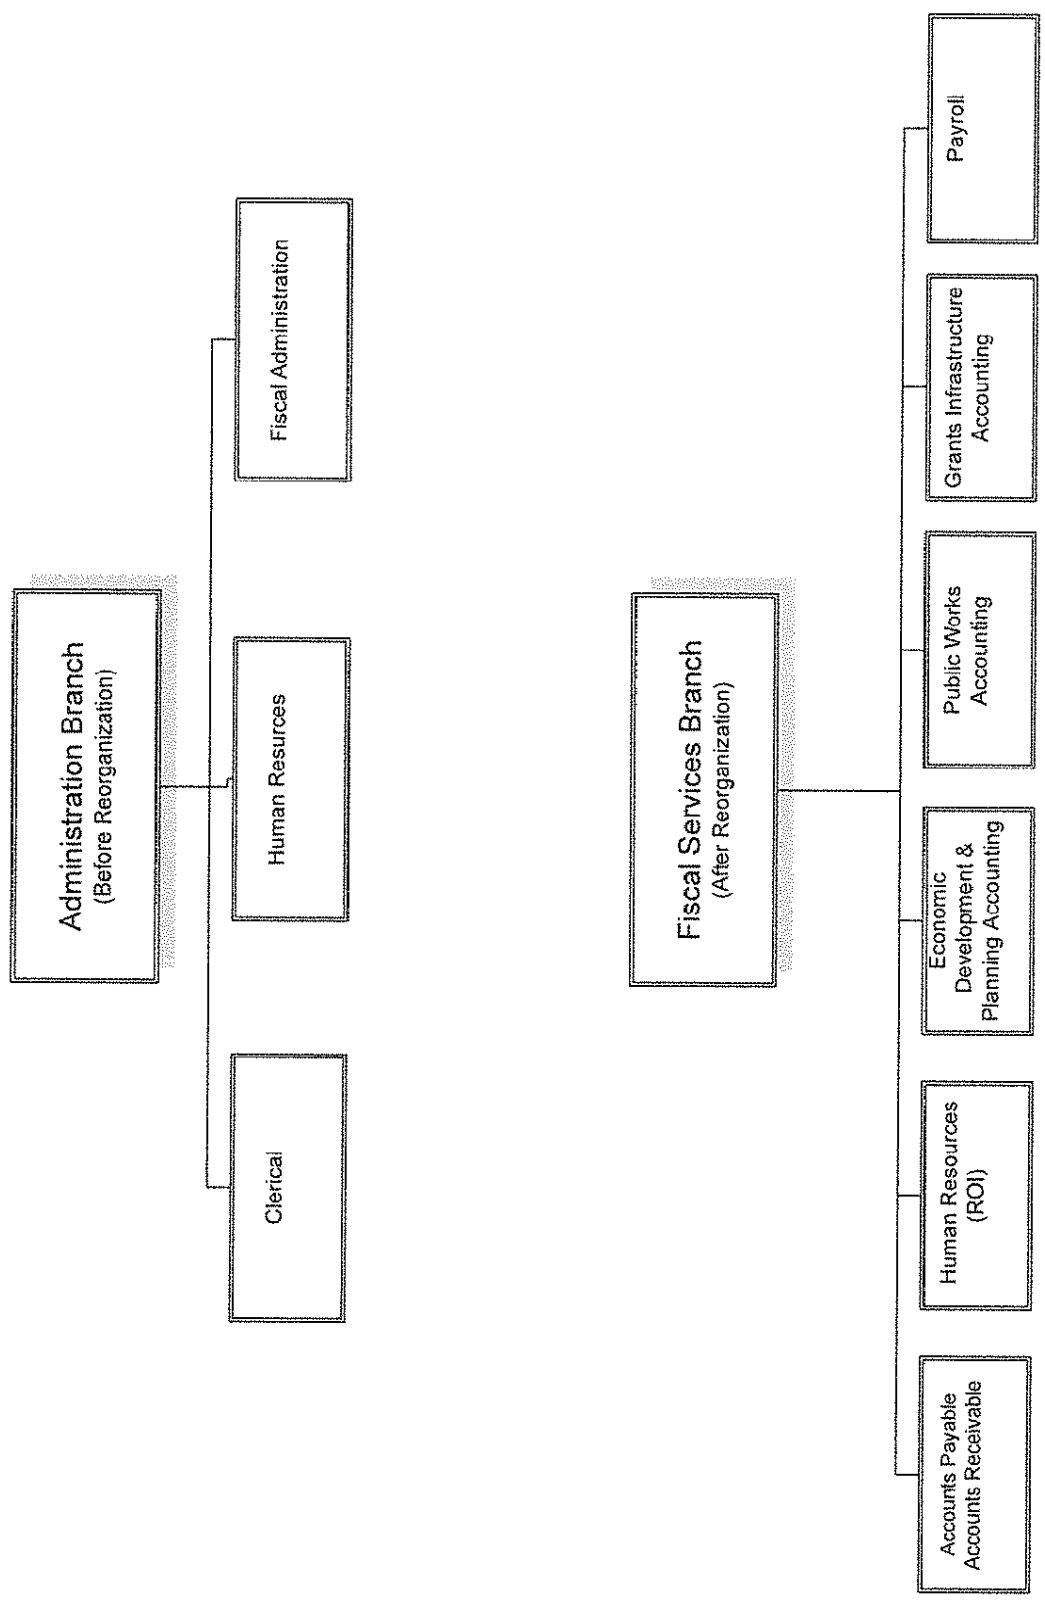 Administration Branch
(Before Reorganization)
Clerical
Human Resurces
Fiscal Administration
Fiscal Services Branch
(After Reorganization)
Accounts Payable
Accounts Receivable
Human Resources
(ROI)
Economic
Development &
Planning Accounting
Public Works
Accounting
Grants Infrastructure
Accounting
Payroll